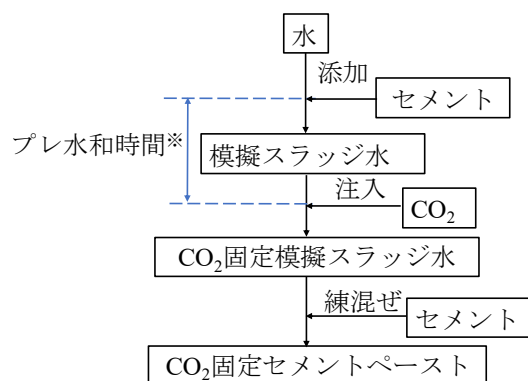 水
添加
セメント
プレ水和時間※
模擬スラッジ水
注入
CO2
CO2固定模擬スラッジ水
練混ぜ
セメント
CO2固定セメントペースト